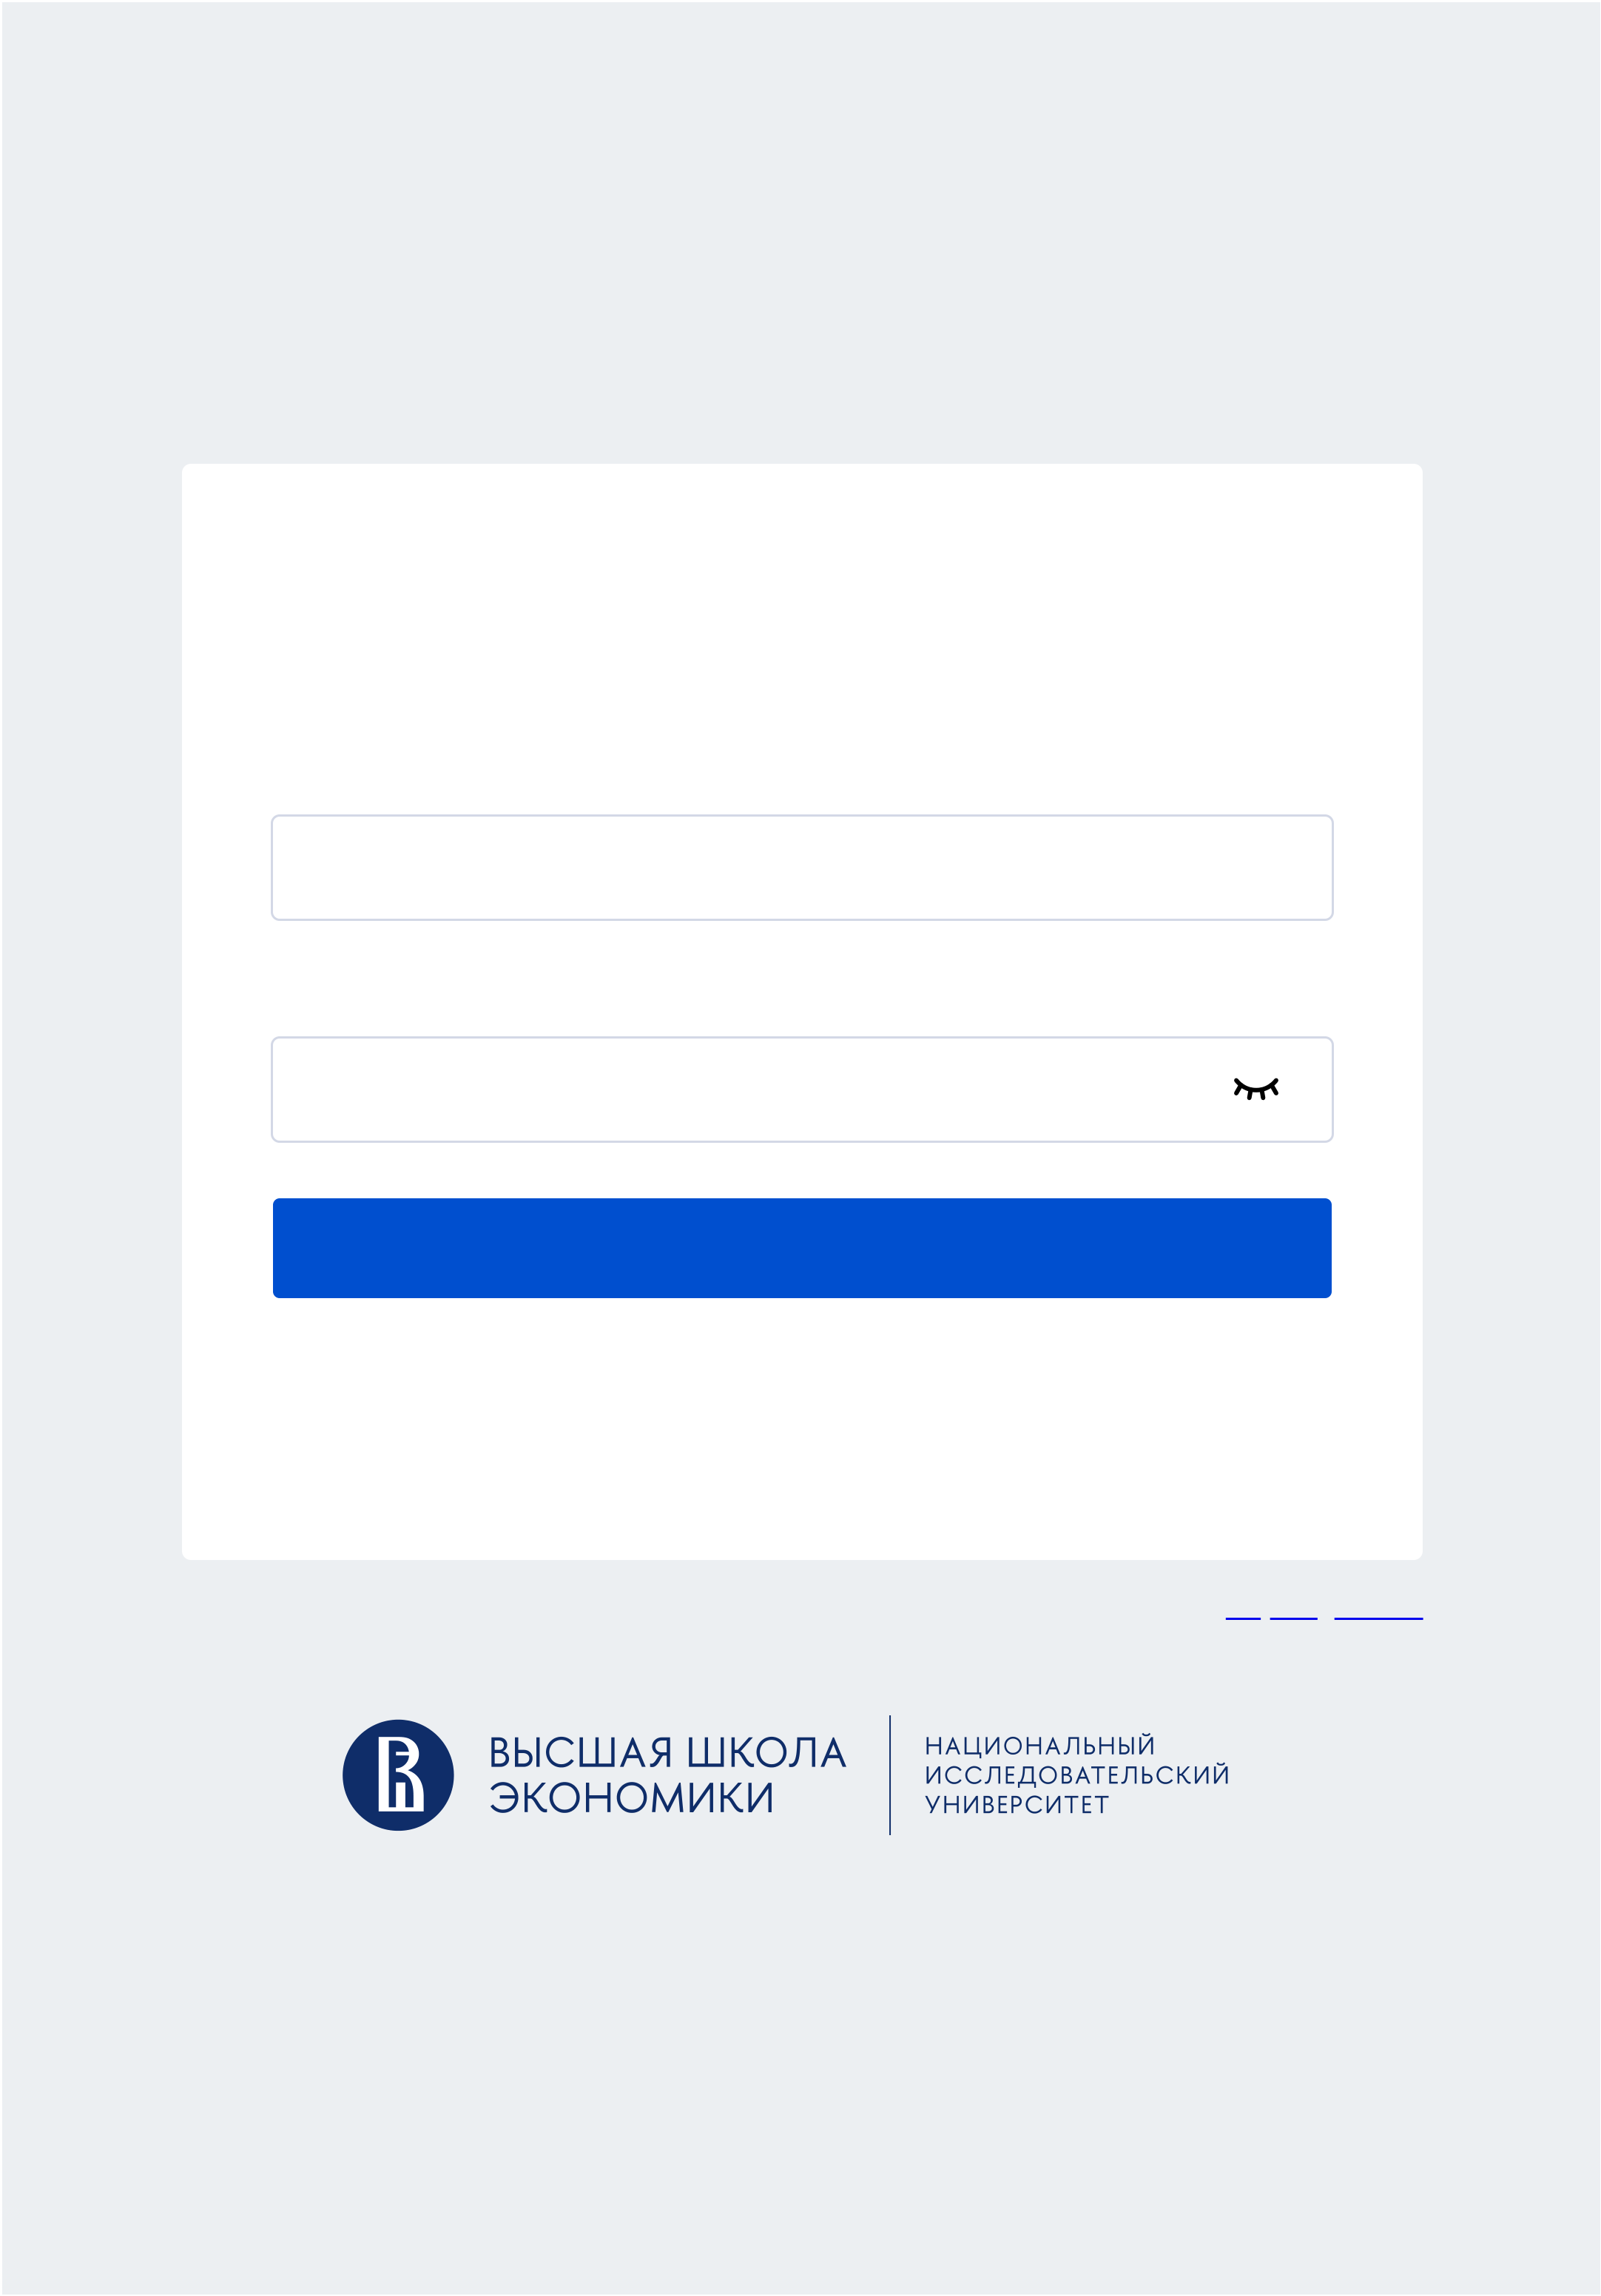 ВЫСШАЯ ШКОЛА
ЭКОНОМИКИ
НАЦИОНАЛЬНЫЙ
ИССЛЕДОВАТЕЛЬСКИЙ
УНИВЕРСИТЕТ